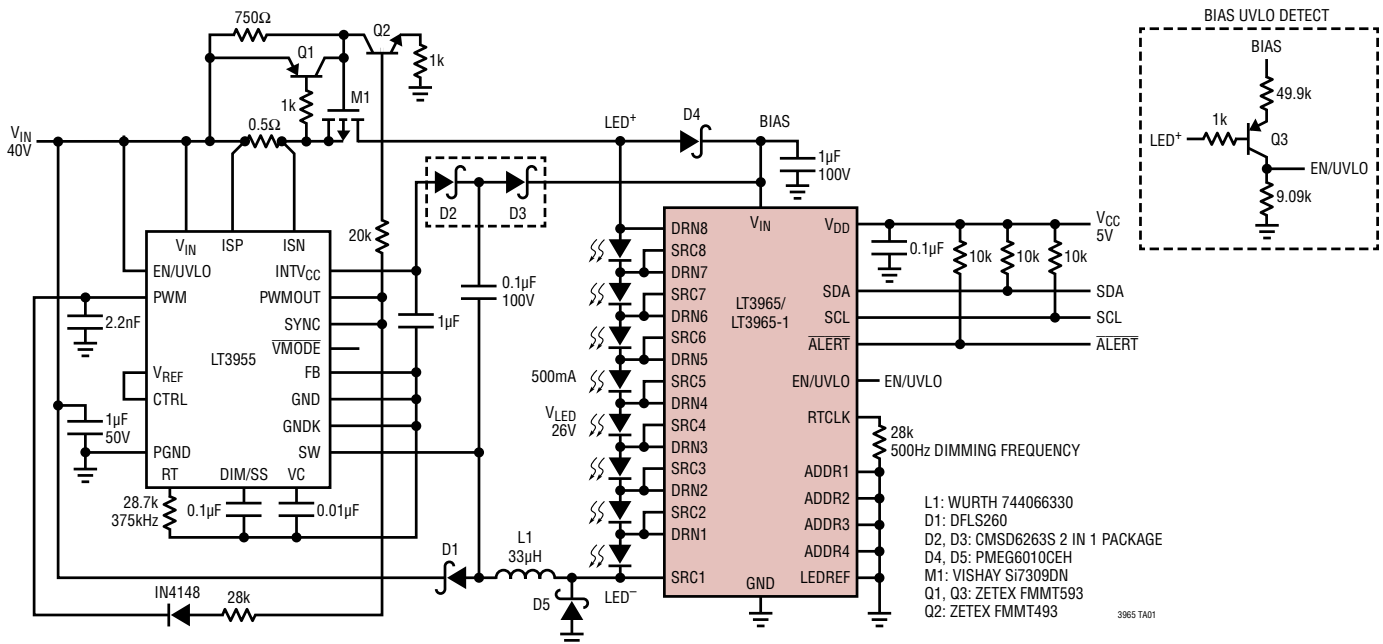 750Ω
Q2
Q1
1k
1k
M1
VIN
40V
0.5Ω
LED+
D4
BIAS
1µF
100V
D2
D3
BIAS UVLO DETECT
BIAS
49.9k
1k
LED+
Q3
EN/UVLO
9.09k
VIN
ISP
ISN
EN/UVLO
PWM
INTVCC
PWMOUT
SYNC
VMODE
FB
GND
GNDK
SW
LT3955
VREF
CTRL
PGND
RT
DIM/SS
VC
20k
2.2nF
1µF
0.1µF
100V
1µF
50V
28.7k
375kHz
0.1µF
0.01µF
D1
L1
33µH
D5
LED−
IN4148
28k
500mA
VLED
26V
DRN8
SRC8
DRN7
SRC7
DRN6
SRC6
DRN5
SRC5
DRN4
SRC4
DRN3
SRC3
DRN2
SRC2
DRN1
SRC1
VIN
VDD
LT3965/
LT3965-1
SDA
SCL
ALERT
EN/UVLO
RTCLK
ADDR1
ADDR2
ADDR3
ADDR4
LEDREF
GND
VCC
5V
0.1µF
10k
10k
10k
SDA
SCL
ALERT
EN/UVLO
28k
500Hz DIMMING FREQUENCY
L1: WURTH 744066330
D1: DFLS260
D2, D3: CMSD6263S 2 IN 1 PACKAGE
D4, D5: PMEG6010CEH
M1: VISHAY Si7309DN
Q1, Q3: ZETEX FMMT593
Q2: ZETEX FMMT493
3965 TA01